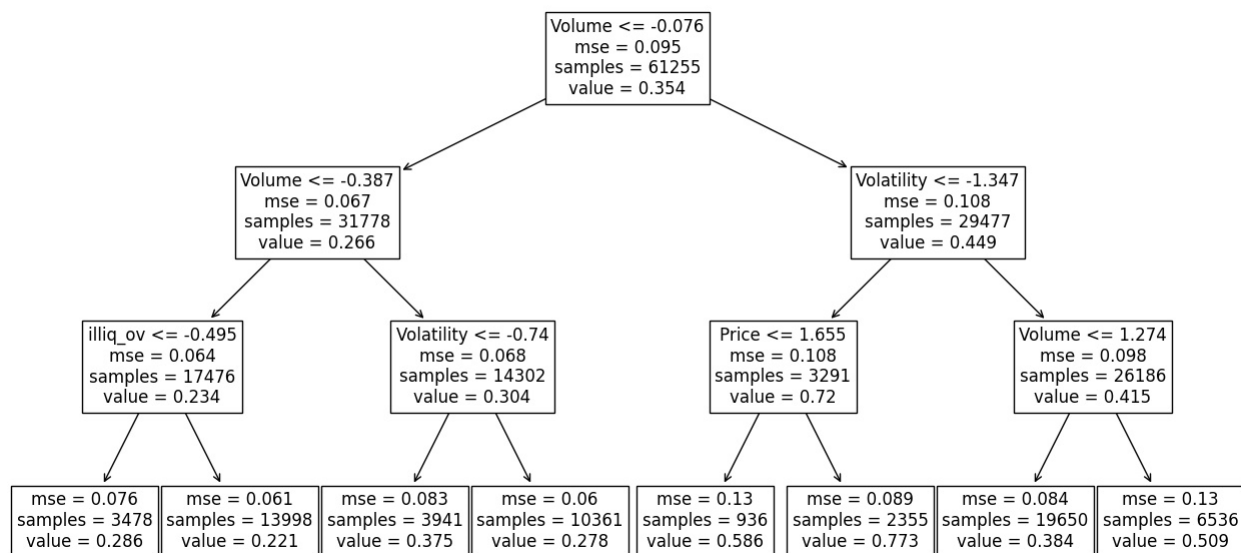 Volume <= -0.076
mse = 0.095
samples = 61255
value = 0.354
Volume <= -0.387
mse = 0.067
samples = 31778
value = 0.266
Volatility <= -1.347
mse = 0.108
samples = 29477
value = 0.449
illiq_ov <= -0.495
mse = 0.064
samples = 17476
value = 0.234
Volatility <= -0.74
mse = 0.068
samples = 14302
value = 0.304
Price <= 1.655
mse = 0.108
samples = 3291
value = 0.72
Volume <= 1.274
mse = 0.098
samples = 26186
value = 0.415
mse = 0.076
samples = 3478
value = 0.286
mse = 0.061
samples = 13998
value = 0.221
mse = 0.083
samples = 3941
value = 0.375
mse = 0.06
samples = 10361
value = 0.278
mse = 0.13
samples = 936
value = 0.586
mse = 0.089
samples = 2355
value = 0.773
mse = 0.084
samples = 19650
value = 0.384
mse = 0.13
samples = 6536
value = 0.509